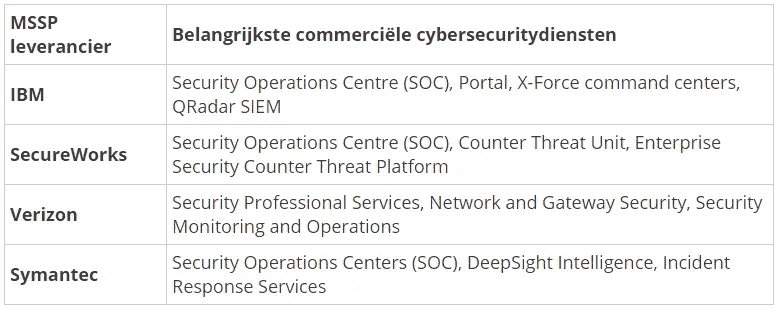 MSSP
leverancier
Belangrijkste commerciële cybersecuritydiensten
IBM
Security Operations Centre (SOC), Portal, X-Force command centers,
QRadar SIEM
SecureWorks
Security Operations Centre (SOC), Counter Threat Unit, Enterprise
Security Counter Threat Platform
Verizon
Security Professional Services, Network and Gateway Security, Security
Monitoring and Operations
Symantec
Security Operations Centers (SOC), DeepSight Intelligence, Incident
Response Services